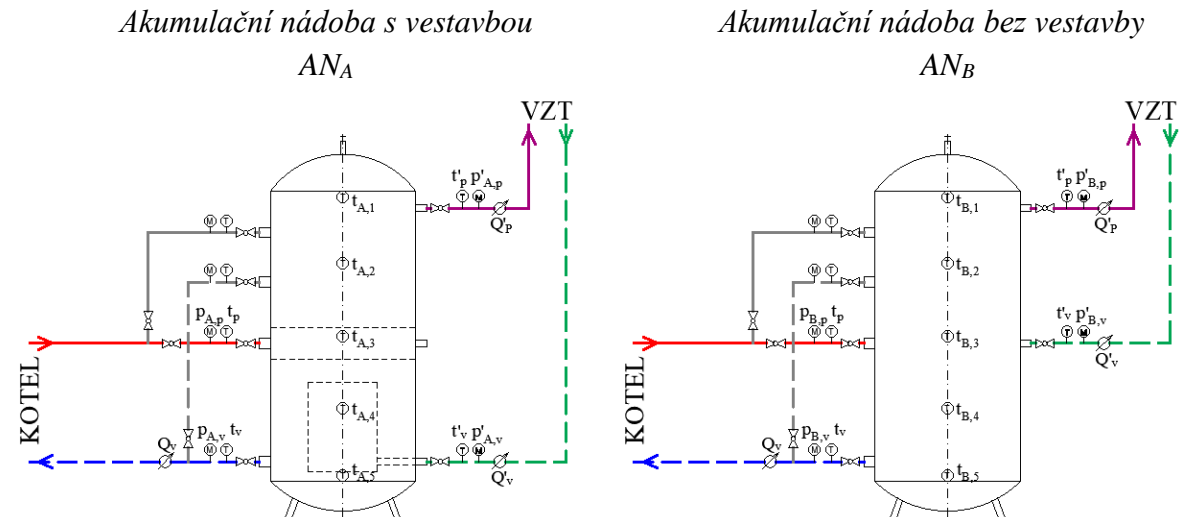 Akumulační nádoba s vestavbou
AN_A
VZT
t'p p'A,p
M T
tA,1
Q'P
M T
tA,2
pA,p tp
M T
tA,3
KOTEL
tA,4
pA,v tv
Qv
M T
t'v p'A,v
tA,5
Q'v
Akumulační nádoba bez vestavby
AN_B
VZT
t'p p'B,p
M T
tB,1
Q'P
M T
tB,2
pB,p tp
M T
tB,3
t'v p'B,v
Q'v
KOTEL
tB,4
pB,v tv
Qv
M T
tB,5